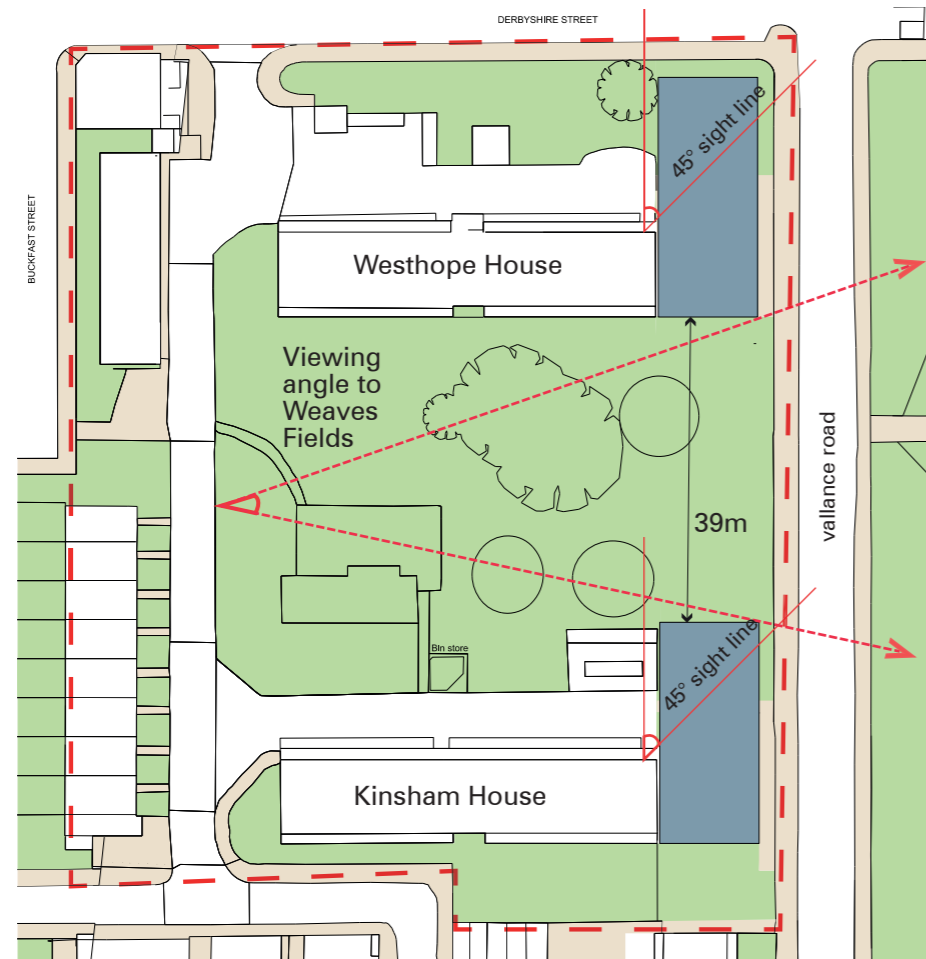 DERBYSHIRE STREET
45° sight line
BUCKFAST STREET
Westhope House
Viewing
angle to
Weaves
Fields
vallance road
39m
45° sight line
BIn store
Kinsham House